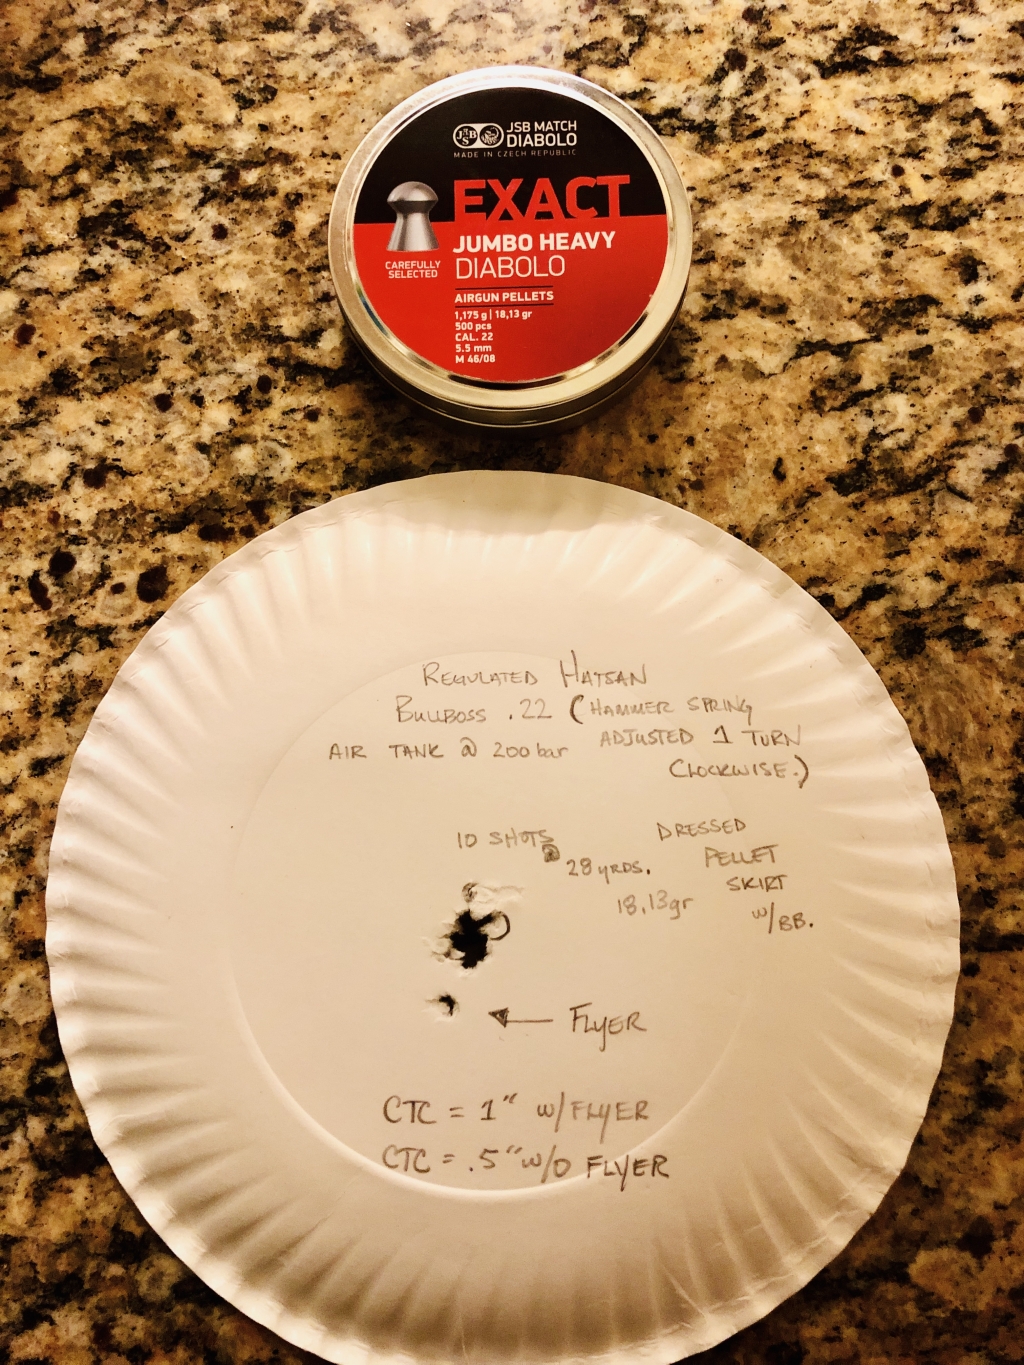 JSB MATCH
DIABOLO
MADE IN CZECH REPUBLIC
EXACT
JUMBO HEAVY
DIABOLO
CAREFULLY
SELECTED
AIRGUN PELLETS
1,175 g | 18,13 gr
500 pcs
CAL. 22
5.5 mm
M 46/08
REGULATED HATSAN
BULLBOSS .22 (HAMMER SPRING
ADJUSTED 1 TURN
CLOCKWISE.)
AIR TANK @ 200 bar
10 SHOTS
@
28 YRDS.
18.13gr
DRESSED
PELLET
SKIRT
W/BB.
FLYER
CTC = 1" W/FLYER
CTC = .5" W/O FLYER